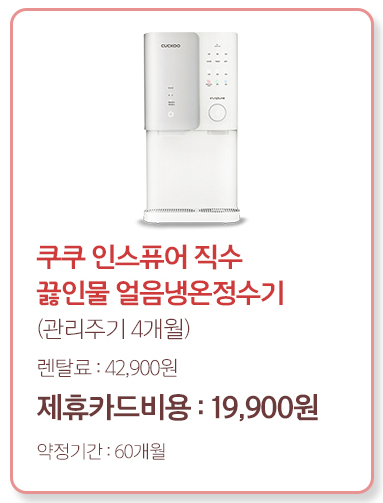 CUCKOO
쿠쿠 인스퓨어 직수
끓인물 얼음냉온정수기
(관리주기 4개월)
렌탈료 : 42,900원
제휴카드비용 : 19,900원
약정기간 : 60개월